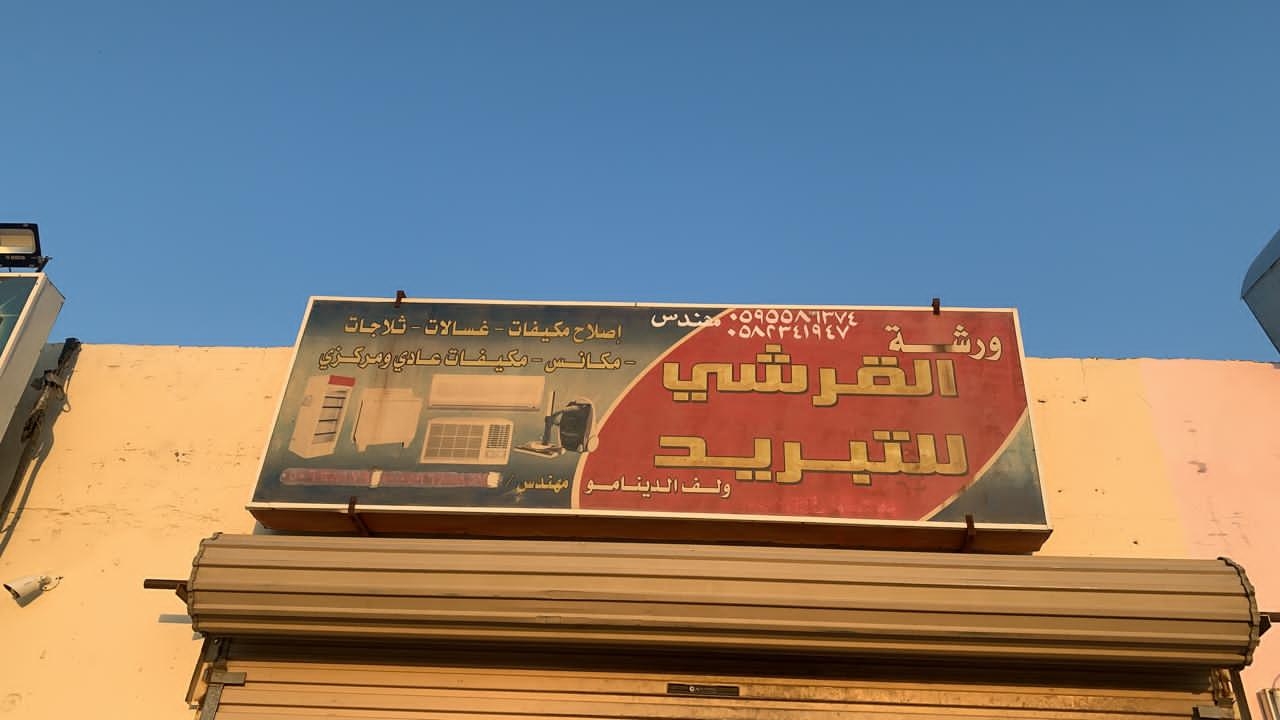 ورشة
القرشي
للتبريد
ولف الدينامو
مهندس
٠٥٩٥٥٨٦٣٧٤
٠٥٨٢٣٤١٩٤٧
إصلاح مكيفات - غسالات - ثلاجات
- مكانس - مكيفات عادي ومركزي
مهندس /